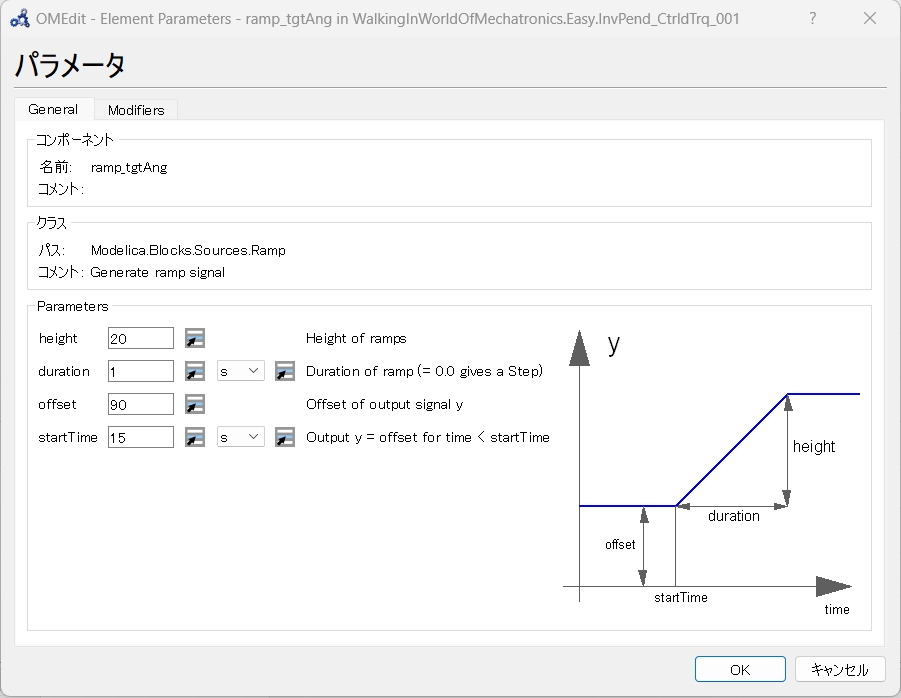 OMEdit - Element Parameters - ramp_tgtAng in WalkingInWorldOfMechatronics.Easy.InvPend_CtrldTrq_001 ? ×
パラメータ
General Modifiers
コンポーネント
名前: ramp_tgtAng
コメント:
クラス
パス: Modelica.Blocks.Sources.Ramp
コメント: Generate ramp signal
Parameters
height 20 Height of ramps
duration 1 s Duration of ramp (= 0.0 gives a Step)
offset 90 Offset of output signal y
startTime 15 s Output y = offset for time < startTime
y
height
duration
offset
startTime
time
OK キャンセル